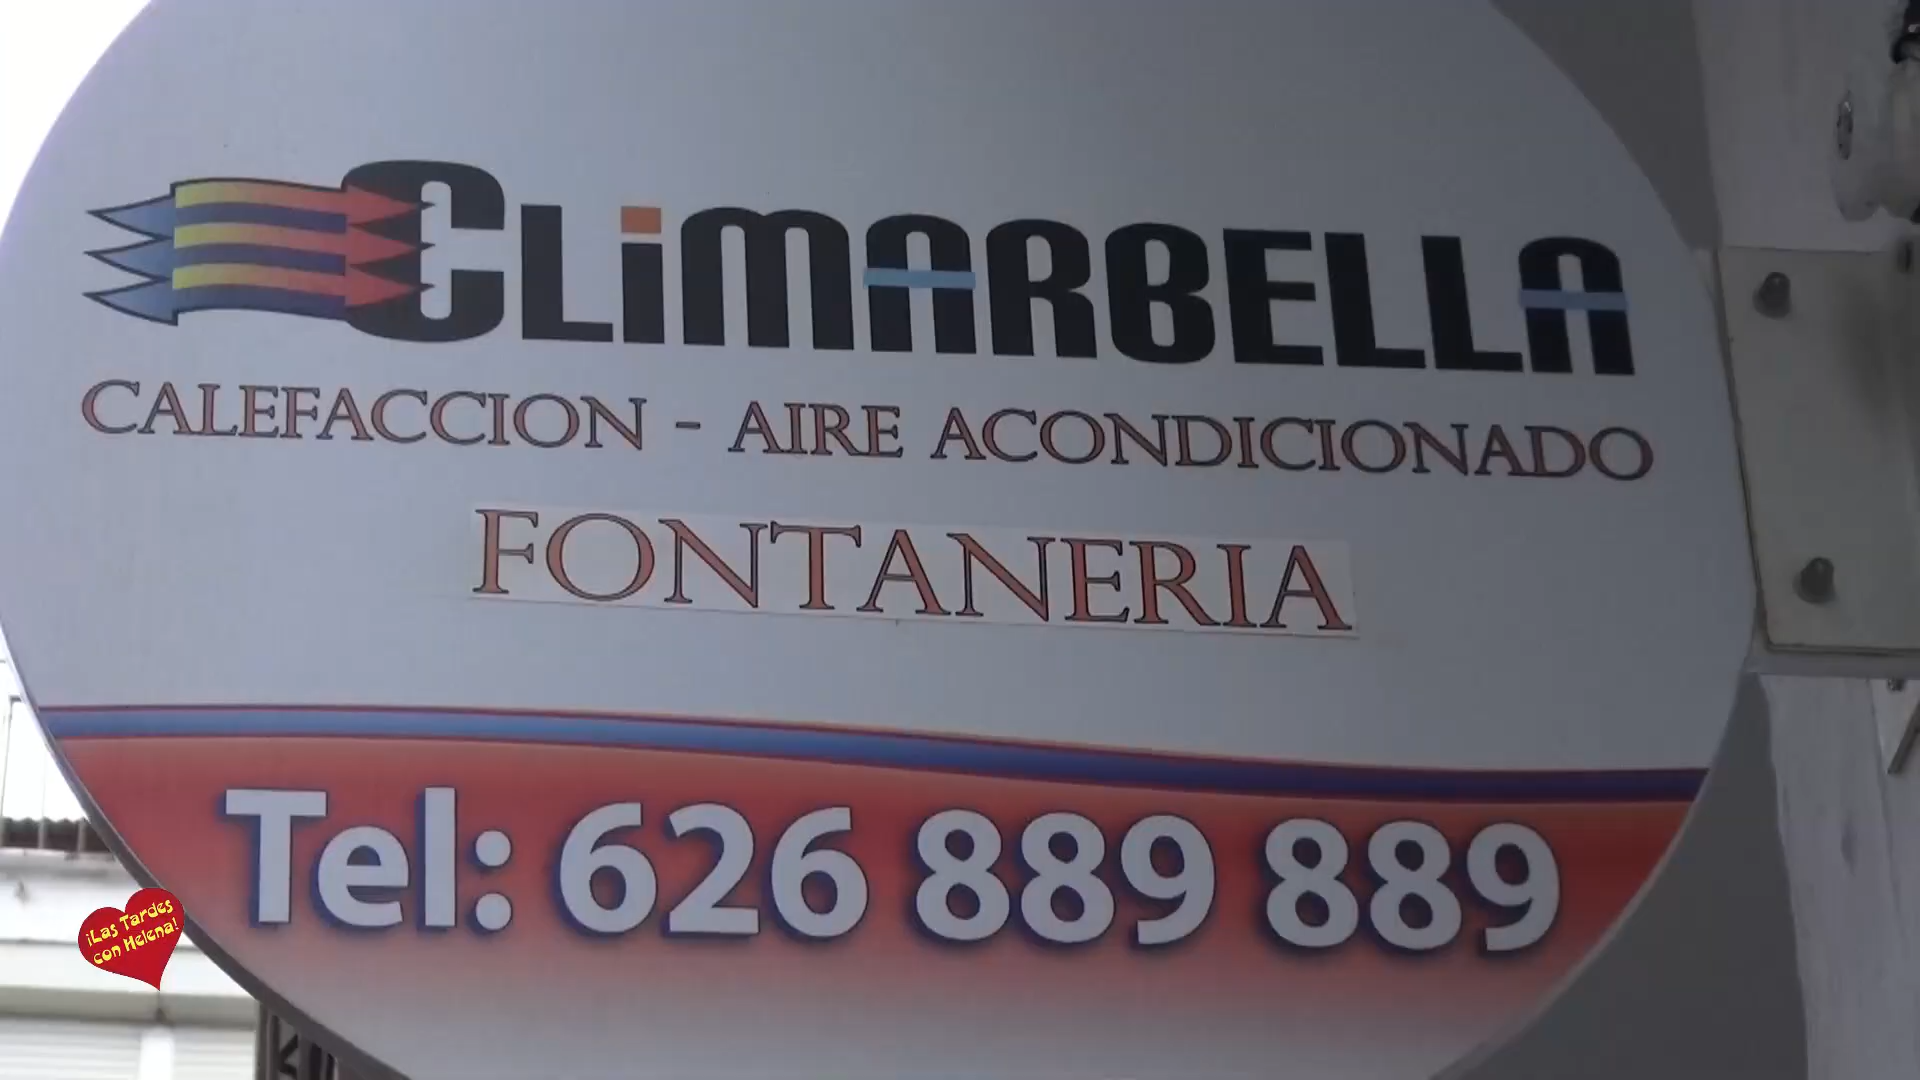 CLIMARBELLA
CALEFACCION - AIRE ACONDICIONADO
FONTANERIA
Tel: 626 889 889
¡Las Tardes
con Helena!